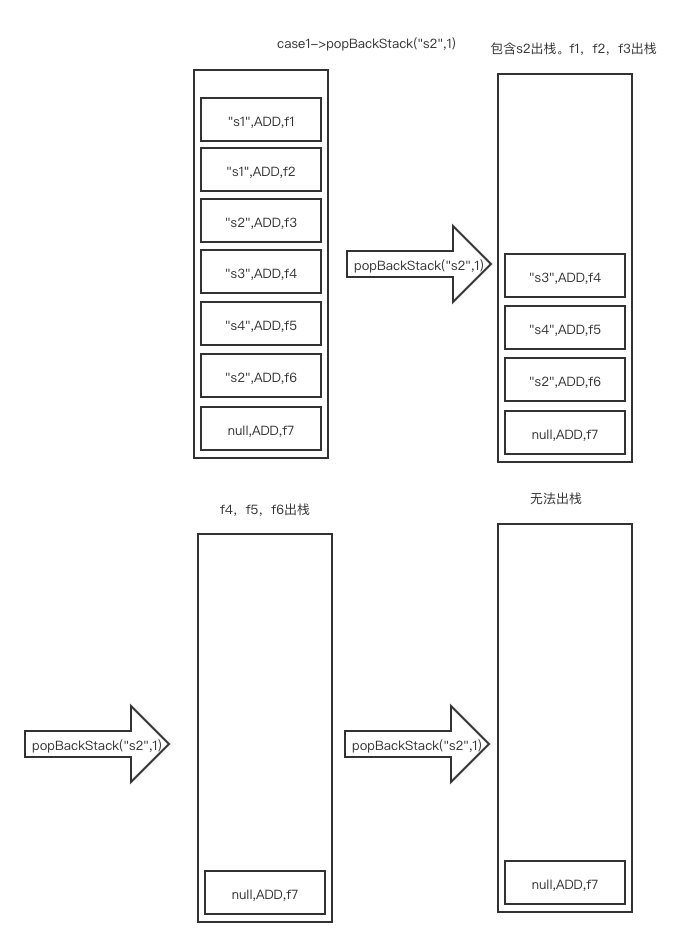 case1->popBackStack("s2",1)
包含s2出栈。f1，f2，f3出栈
"s1",ADD,f1
"s1",ADD,f2
"s2",ADD,f3
"s3",ADD,f4
"s4",ADD,f5
"s2",ADD,f6
null,ADD,f7
popBackStack("s2",1)
"s3",ADD,f4
"s4",ADD,f5
"s2",ADD,f6
null,ADD,f7
popBackStack("s2",1)
f4，f5，f6出栈
null,ADD,f7
popBackStack("s2",1)
无法出栈
null,ADD,f7